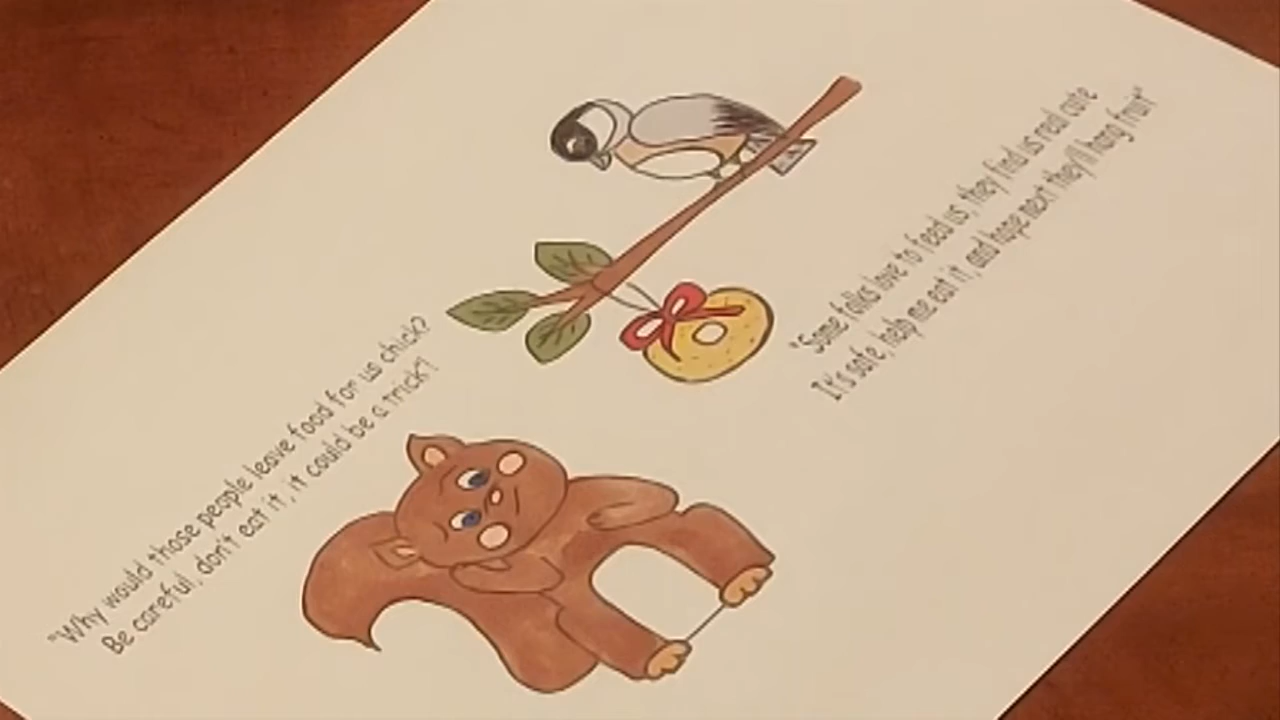 "Why would those people leave food for us chick?
Be careful, don't eat it, it could be a trick"!
"Some folks love to feed us, they find us real cute
It's safe, help me eat it, and hope next they'll hang fruit"